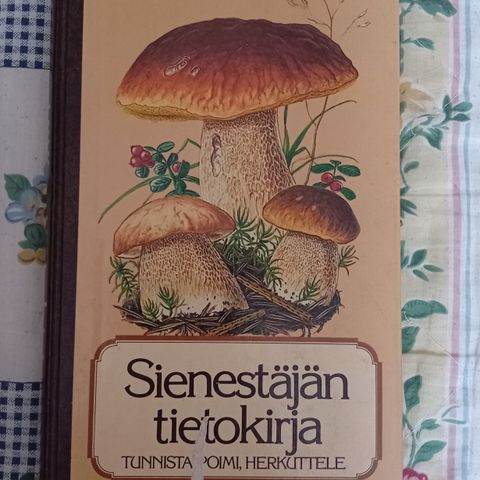 Sienestäjän
tietokirja
TUNNISTA, POIMI, HERKUTTELE